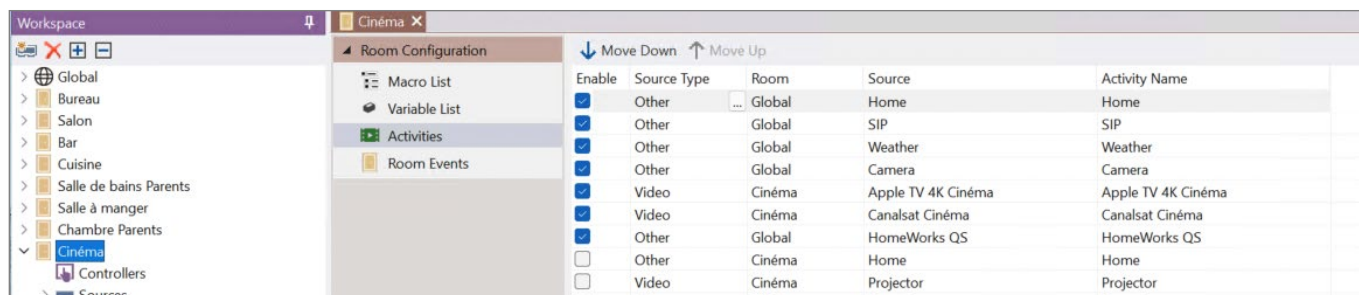 Workspace
Global
Bureau
Salon
Bar
Cuisine
Salle de bains Parents
Salle à manger
Chambre Parents
Cinéma
Controllers
Sources
Cinéma
Room Configuration
Macro List
Variable List
Activities
Room Events
Move Down Move Up
Enable Source Type Room Source Activity Name
Other ... Global Home Home
Other Global SIP SIP
Other Global Weather Weather
Other Global Camera Camera
Video Cinéma Apple TV 4K Cinéma Apple TV 4K Cinéma
Video Cinéma Canalsat Cinéma Canalsat Cinéma
Other Global HomeWorks QS HomeWorks QS
Other Cinéma Home Home
Video Cinéma Projector Projector